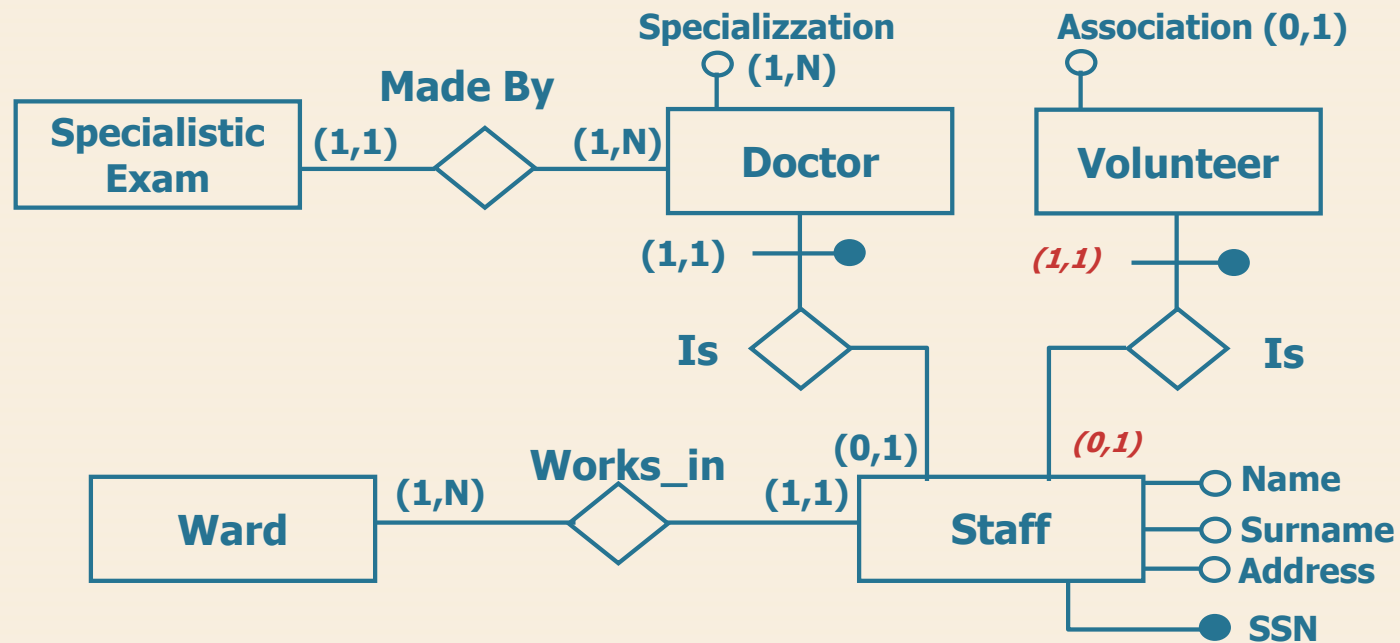 Specializzation
(1,N)
Association (0,1)
Made By
Specialistic
Exam
(1,1)
(1,N)
Doctor
Volunteer
(1,1)
(1,1)
Is
Is
(0,1)
(0,1)
Works_in
Ward
(1,N)
(1,1)
Staff
Name
Surname
Address
SSN